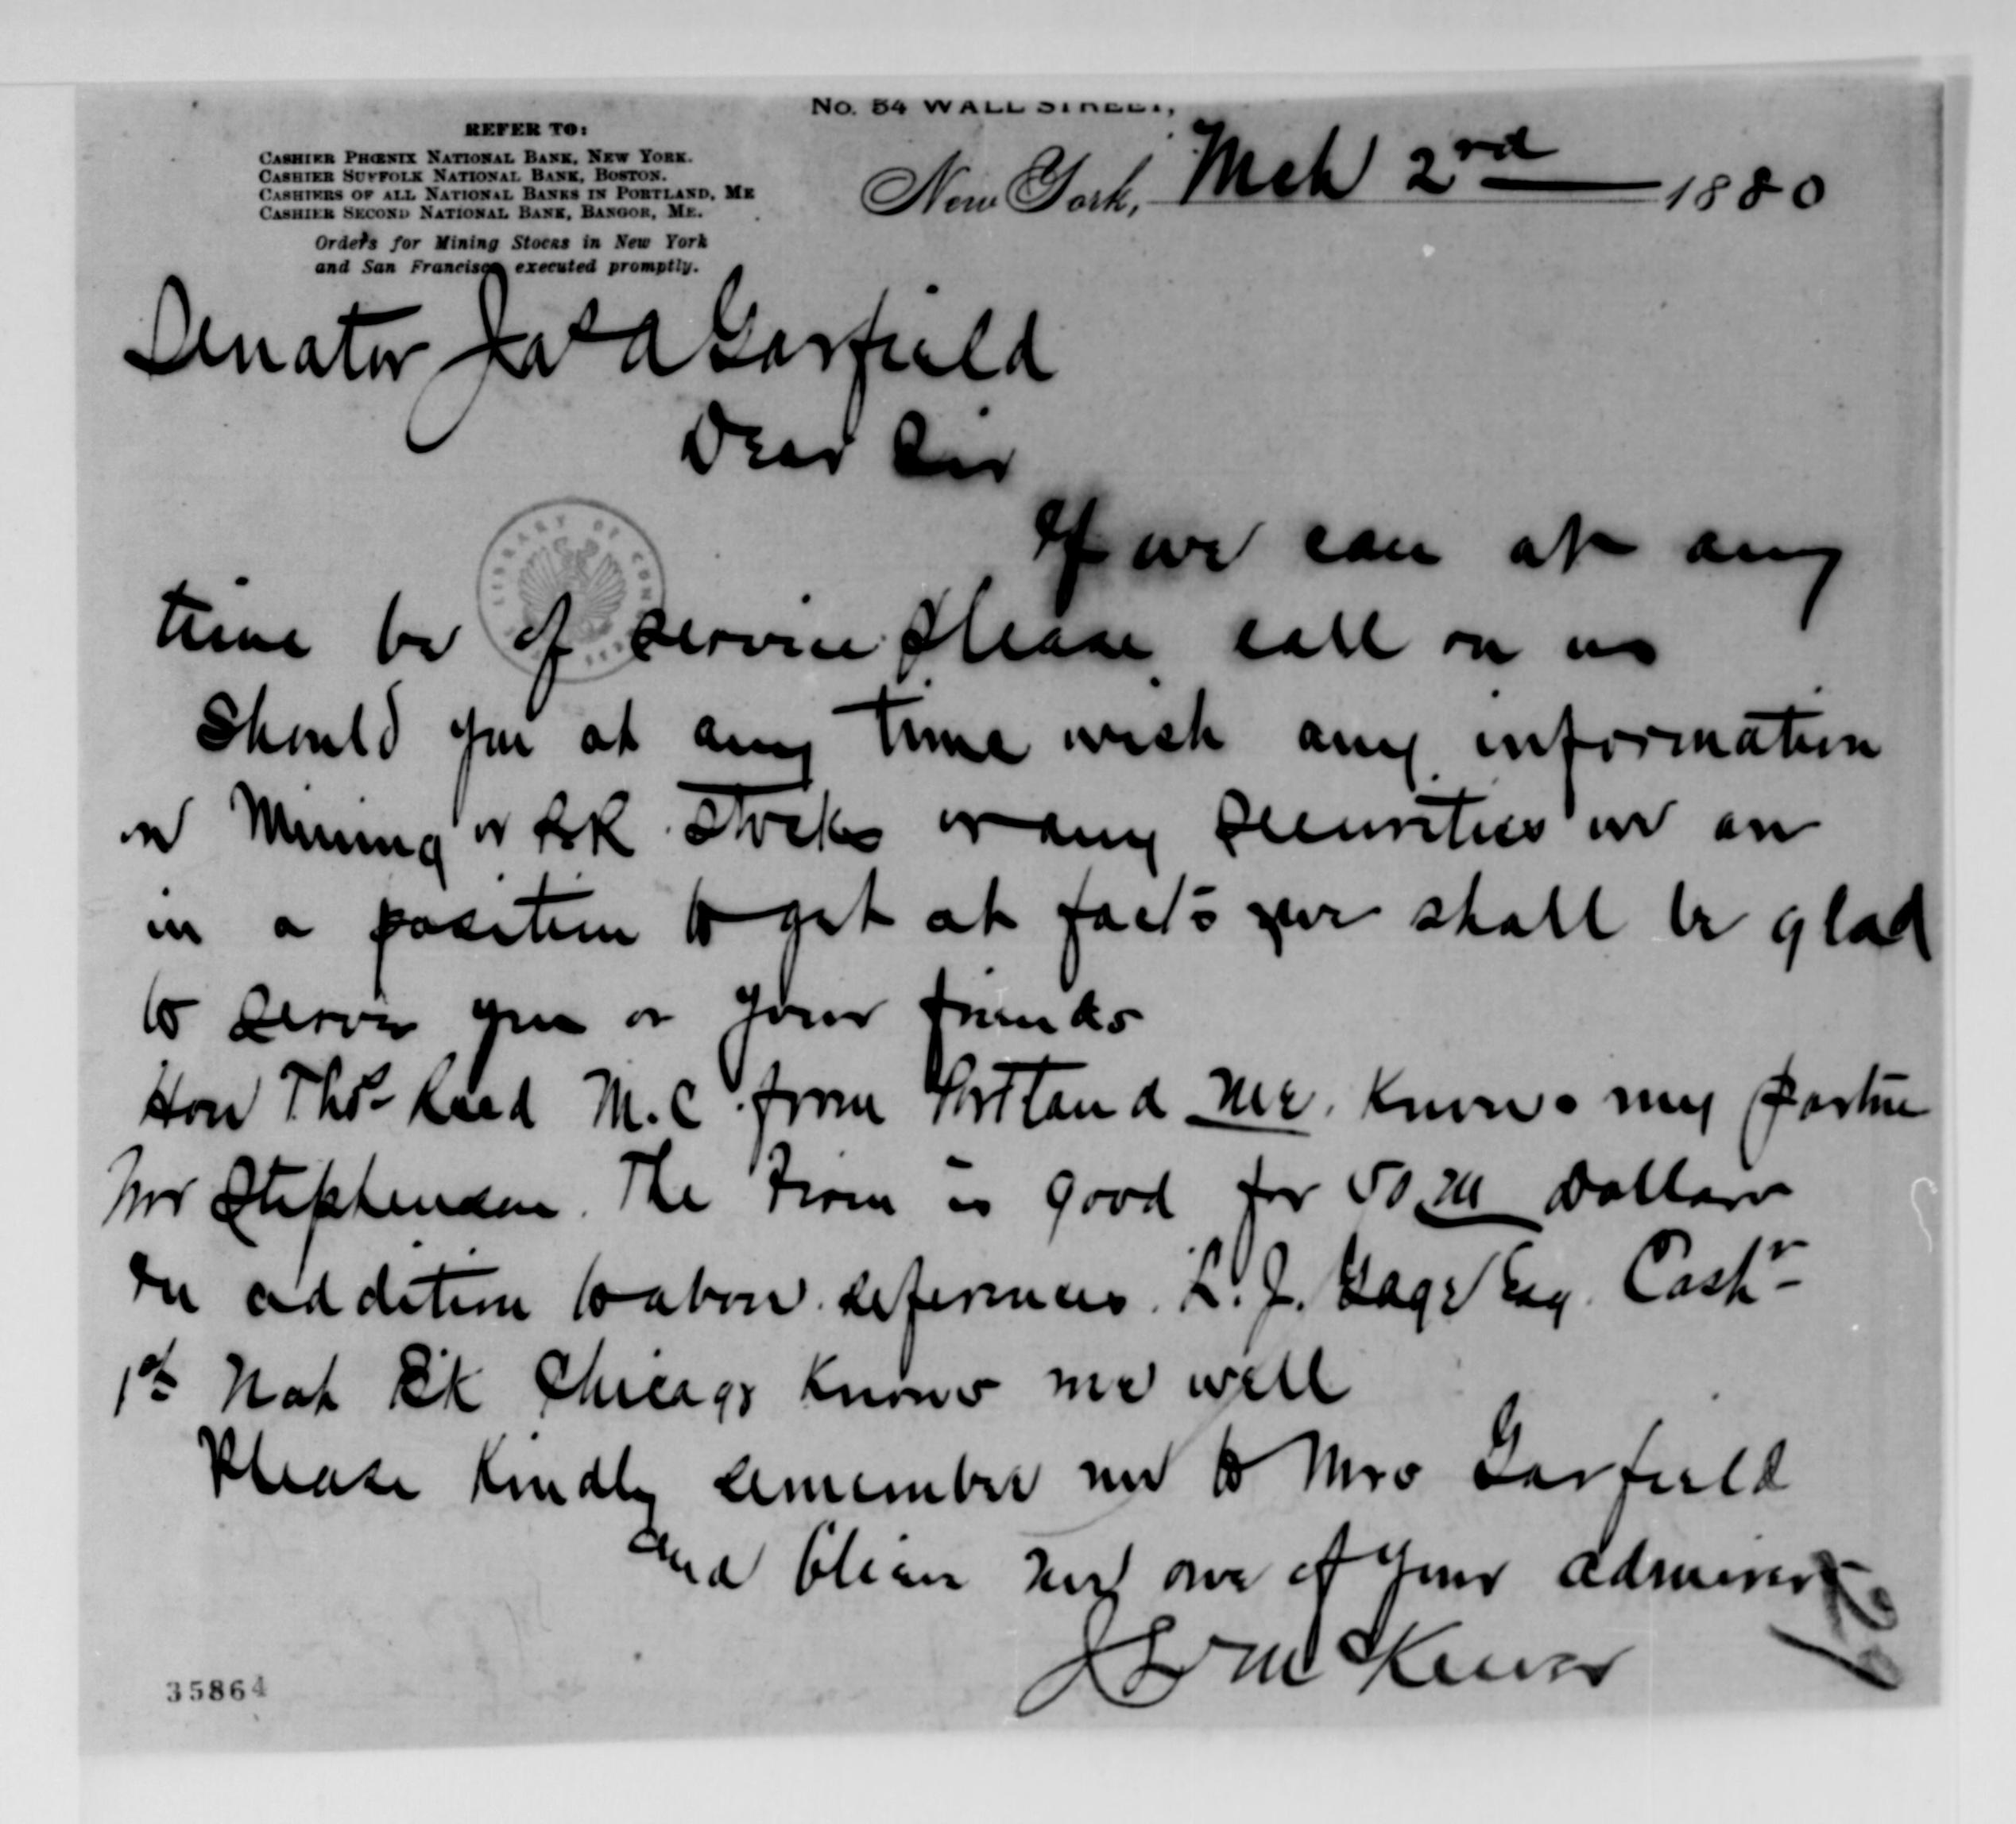 No. 54 WALL STREET,
REFER TO:
CASHIER PHŒNIX NATIONAL BANK, NEW YORK.
CASHIER SUFFOLK NATIONAL BANK, BOSTON.
CASHIERS OF ALL NATIONAL BANKS IN PORTLAND, ME
CASHIER SECOND NATIONAL BANK, BANGOR, ME.
Orders for Mining Stocks in New York
and San Francisco executed promptly.
New York, Mch 2nd 1880
Senator Jas A Garfield
Dear Sir
If we can at any
time be of service please call on us
Should you at any time wish any information
on Mining or RR Stocks or any securities we are
in a position to get at facts & we shall be glad
to serve you or your friends
Hon Thos Reed M.C from Portland Me. Knows my partner
Mr Stephenson. The Firm is good for 50 M Dollars
In addition to above references. L. J. Gage Esq. Cashr
1st Nat Bk Chicago Knows me well
Please Kindly remember me to Mrs Garfield
and believe me one of your admirers
LIBRARY OF CONGRESS
35864